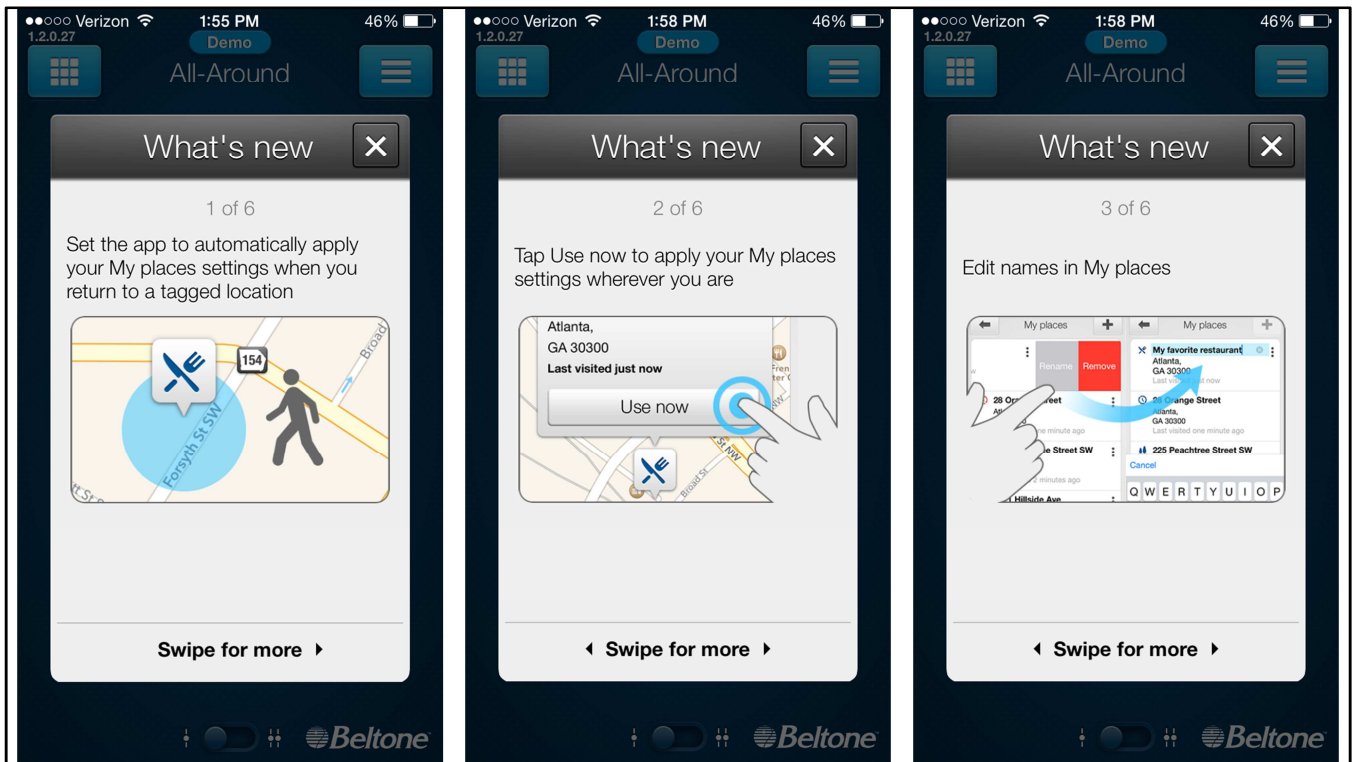 Verizon 1:55 PM 46%
1.2.0.27
Demo
All-Around
What's new
1 of 6
Set the app to automatically apply
your My places settings when you
return to a tagged location
154
Broad
Forsyth St SW
Swipe for more
Beltone
Verizon 1:58 PM 46%
1.2.0.27
Demo
All-Around
What's new
2 of 6
Tap Use now to apply your My places
settings wherever you are
Atlanta,
GA 30300
Last visited just now
Use now
St NW
Broad St
Swipe for more
Beltone
Verizon 1:58 PM 46%
1.2.0.27
Demo
All-Around
What's new
3 of 6
Edit names in My places
My places
Rename
Remove
minutes ago
Hillside Ave
My places
My favorite restaurant
Atlanta,
GA 30300
Orange Street
Atlanta,
GA 30300
Last visited one minute ago
225 Peachtree Street SW
Cancel
Q W E R T Y U I O P
Swipe for more
Beltone